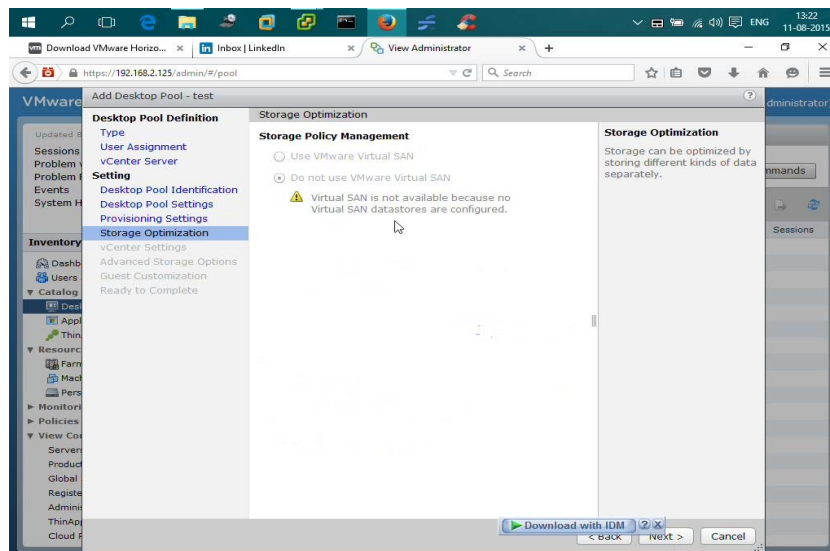 13:22
ENG
11-08-2015
Download VMware Horizo... ×
Inbox | LinkedIn ×
View Administrator ×
+
https://192.168.2.125/admin/#/pool
Search
VMware
Add Desktop Pool - test
dministrator
Desktop Pool Definition
Type
User Assignment
vCenter Server
Setting
Desktop Pool Identification
Desktop Pool Settings
Provisioning Settings
Storage Optimization
vCenter Settings
Advanced Storage Options
Guest Customization
Ready to Complete
Storage Optimization
Storage Policy Management
Use VMware Virtual SAN
Do not use VMware Virtual SAN
Virtual SAN is not available because no
Virtual SAN datastores are configured.
Storage Optimization
Storage can be optimized by
storing different kinds of data
separately.
Updated
Sessions
Problem
Problem
Events
System H
Inventory
Dashb
Users
Catalog
Desk
Appl
Thin
Resourc
Farm
Mach
Pers
Monitori
Policies
View Co
Server
Product
Global
Registe
Adminis
ThinAp
Cloud P
mmands
Sessions
Download with IDM ? X
< Back
Next >
Cancel